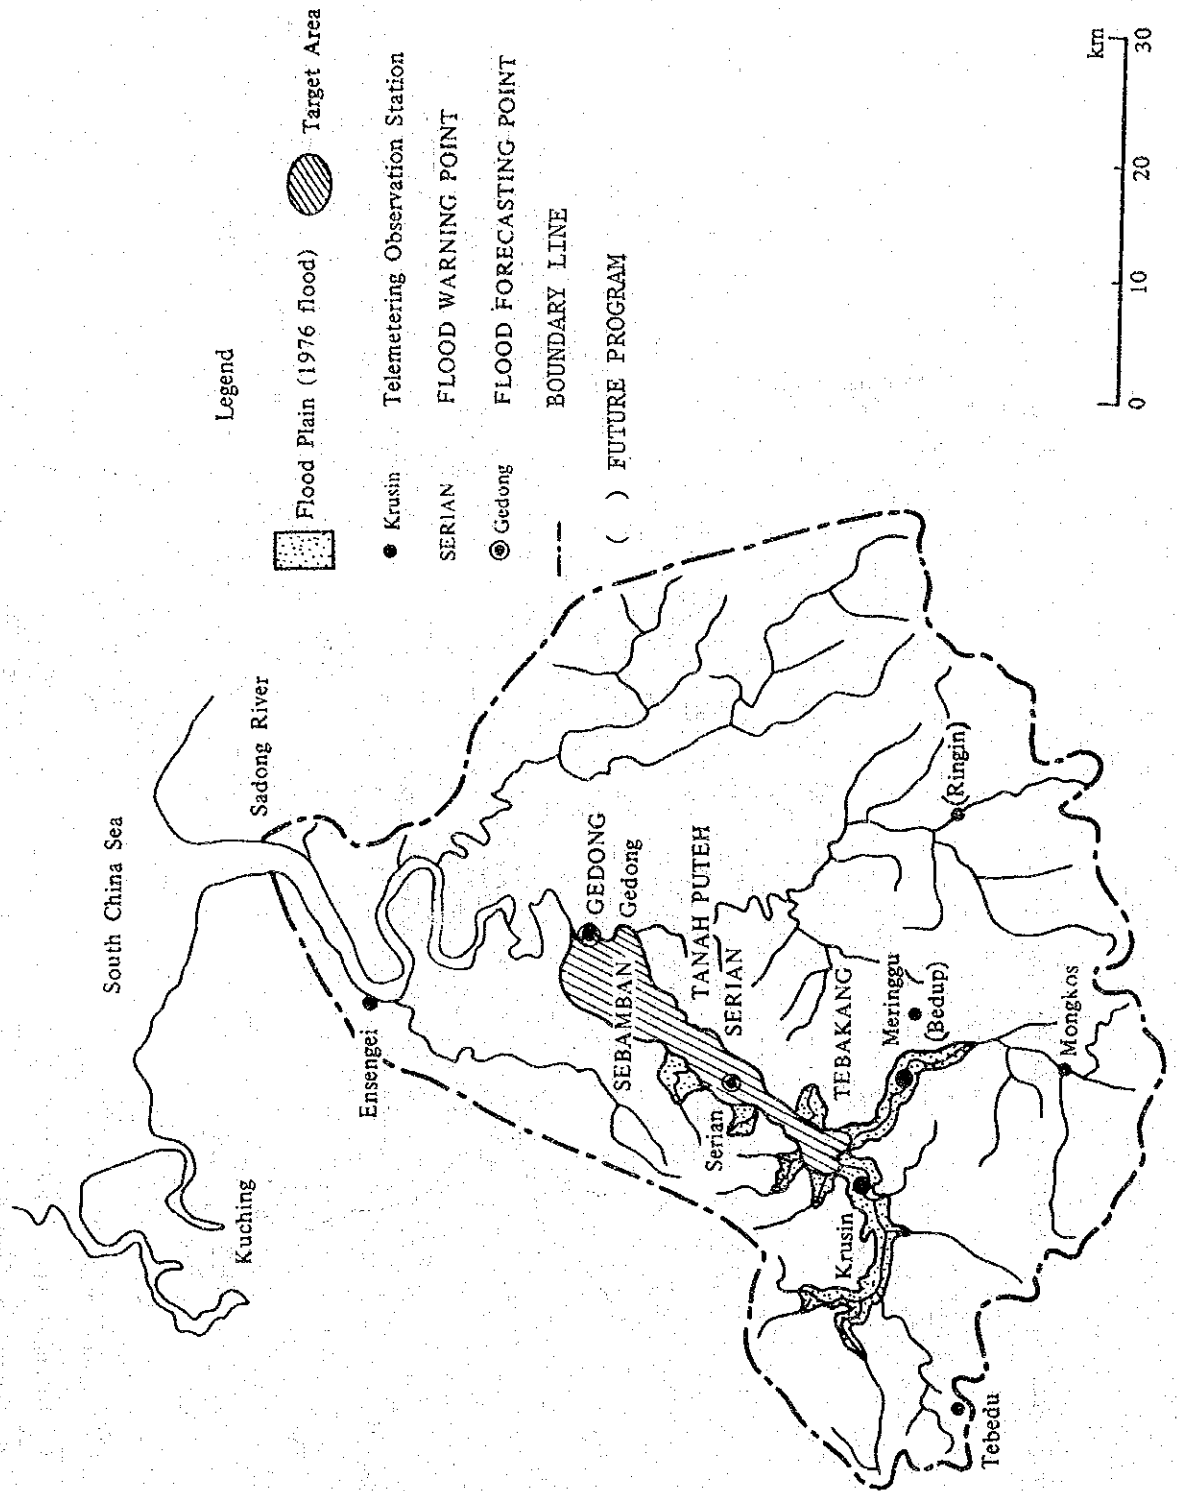 South China Sea
Sadong River
Kuching
Ensengei
GEDONG
Gedong
SEBAMBAN
TANAH PUTEH
SERIAN
Serian
TEBAKANG
Meringgu
(Bedup)
(Ringin)
Krusin
Mongkos
Tebedu
Legend
Flood Plain (1976 flood)
Target Area
Krusin Telemetering Observation Station
SERIAN FLOOD WARNING POINT
Gedong FLOOD FORECASTING POINT
BOUNDARY LINE
( ) FUTURE PROGRAM
km
0 10 20 30